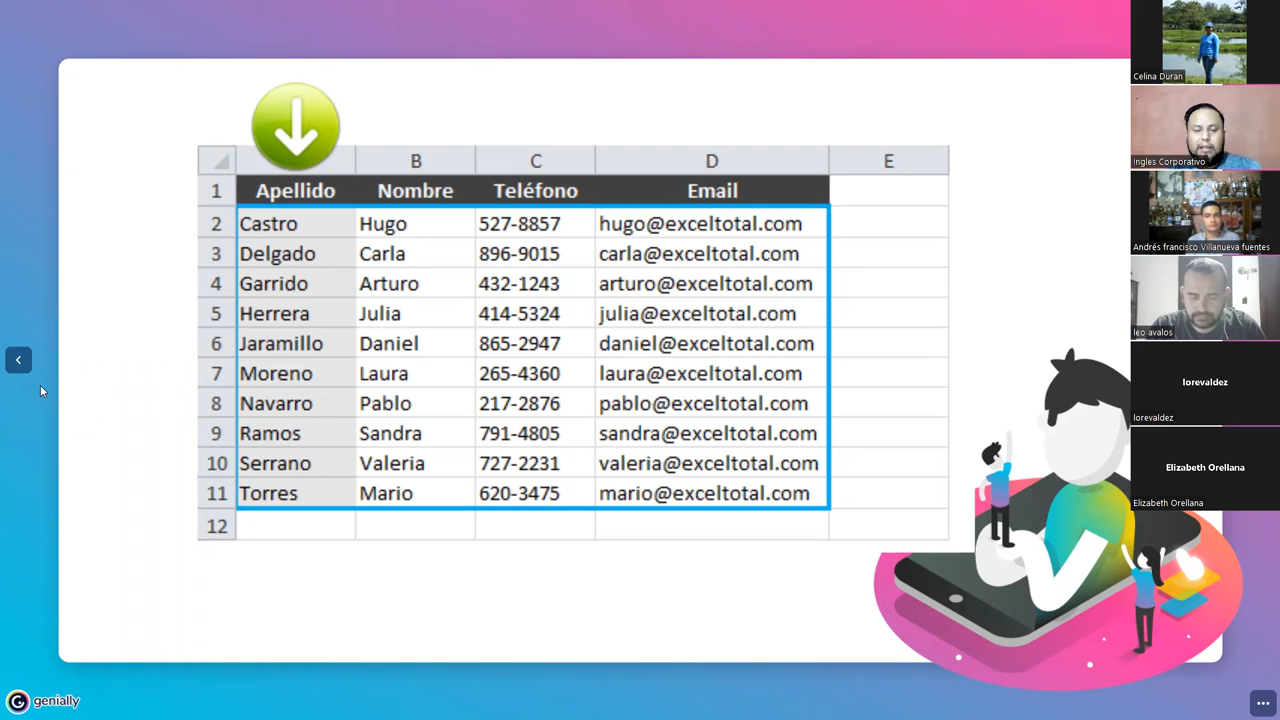 B C D E
1 Apellido Nombre Teléfono Email
2 Castro Hugo 527-8857 hugo@exceltotal.com
3 Delgado Carla 896-9015 carla@exceltotal.com
4 Garrido Arturo 432-1243 arturo@exceltotal.com
5 Herrera Julia 414-5324 julia@exceltotal.com
6 Jaramillo Daniel 865-2947 daniel@exceltotal.com
7 Moreno Laura 265-4360 laura@exceltotal.com
8 Navarro Pablo 217-2876 pablo@exceltotal.com
9 Ramos Sandra 791-4805 sandra@exceltotal.com
10 Serrano Valeria 727-2231 valeria@exceltotal.com
11 Torres Mario 620-3475 mario@exceltotal.com
12
genially
Celina Duran
Ingles Corporativo
Andrés francisco Villanueva fuentes
leo avalos
lorevaldez
lorevaldez
Elizabeth Orellana
Elizabeth Orellana